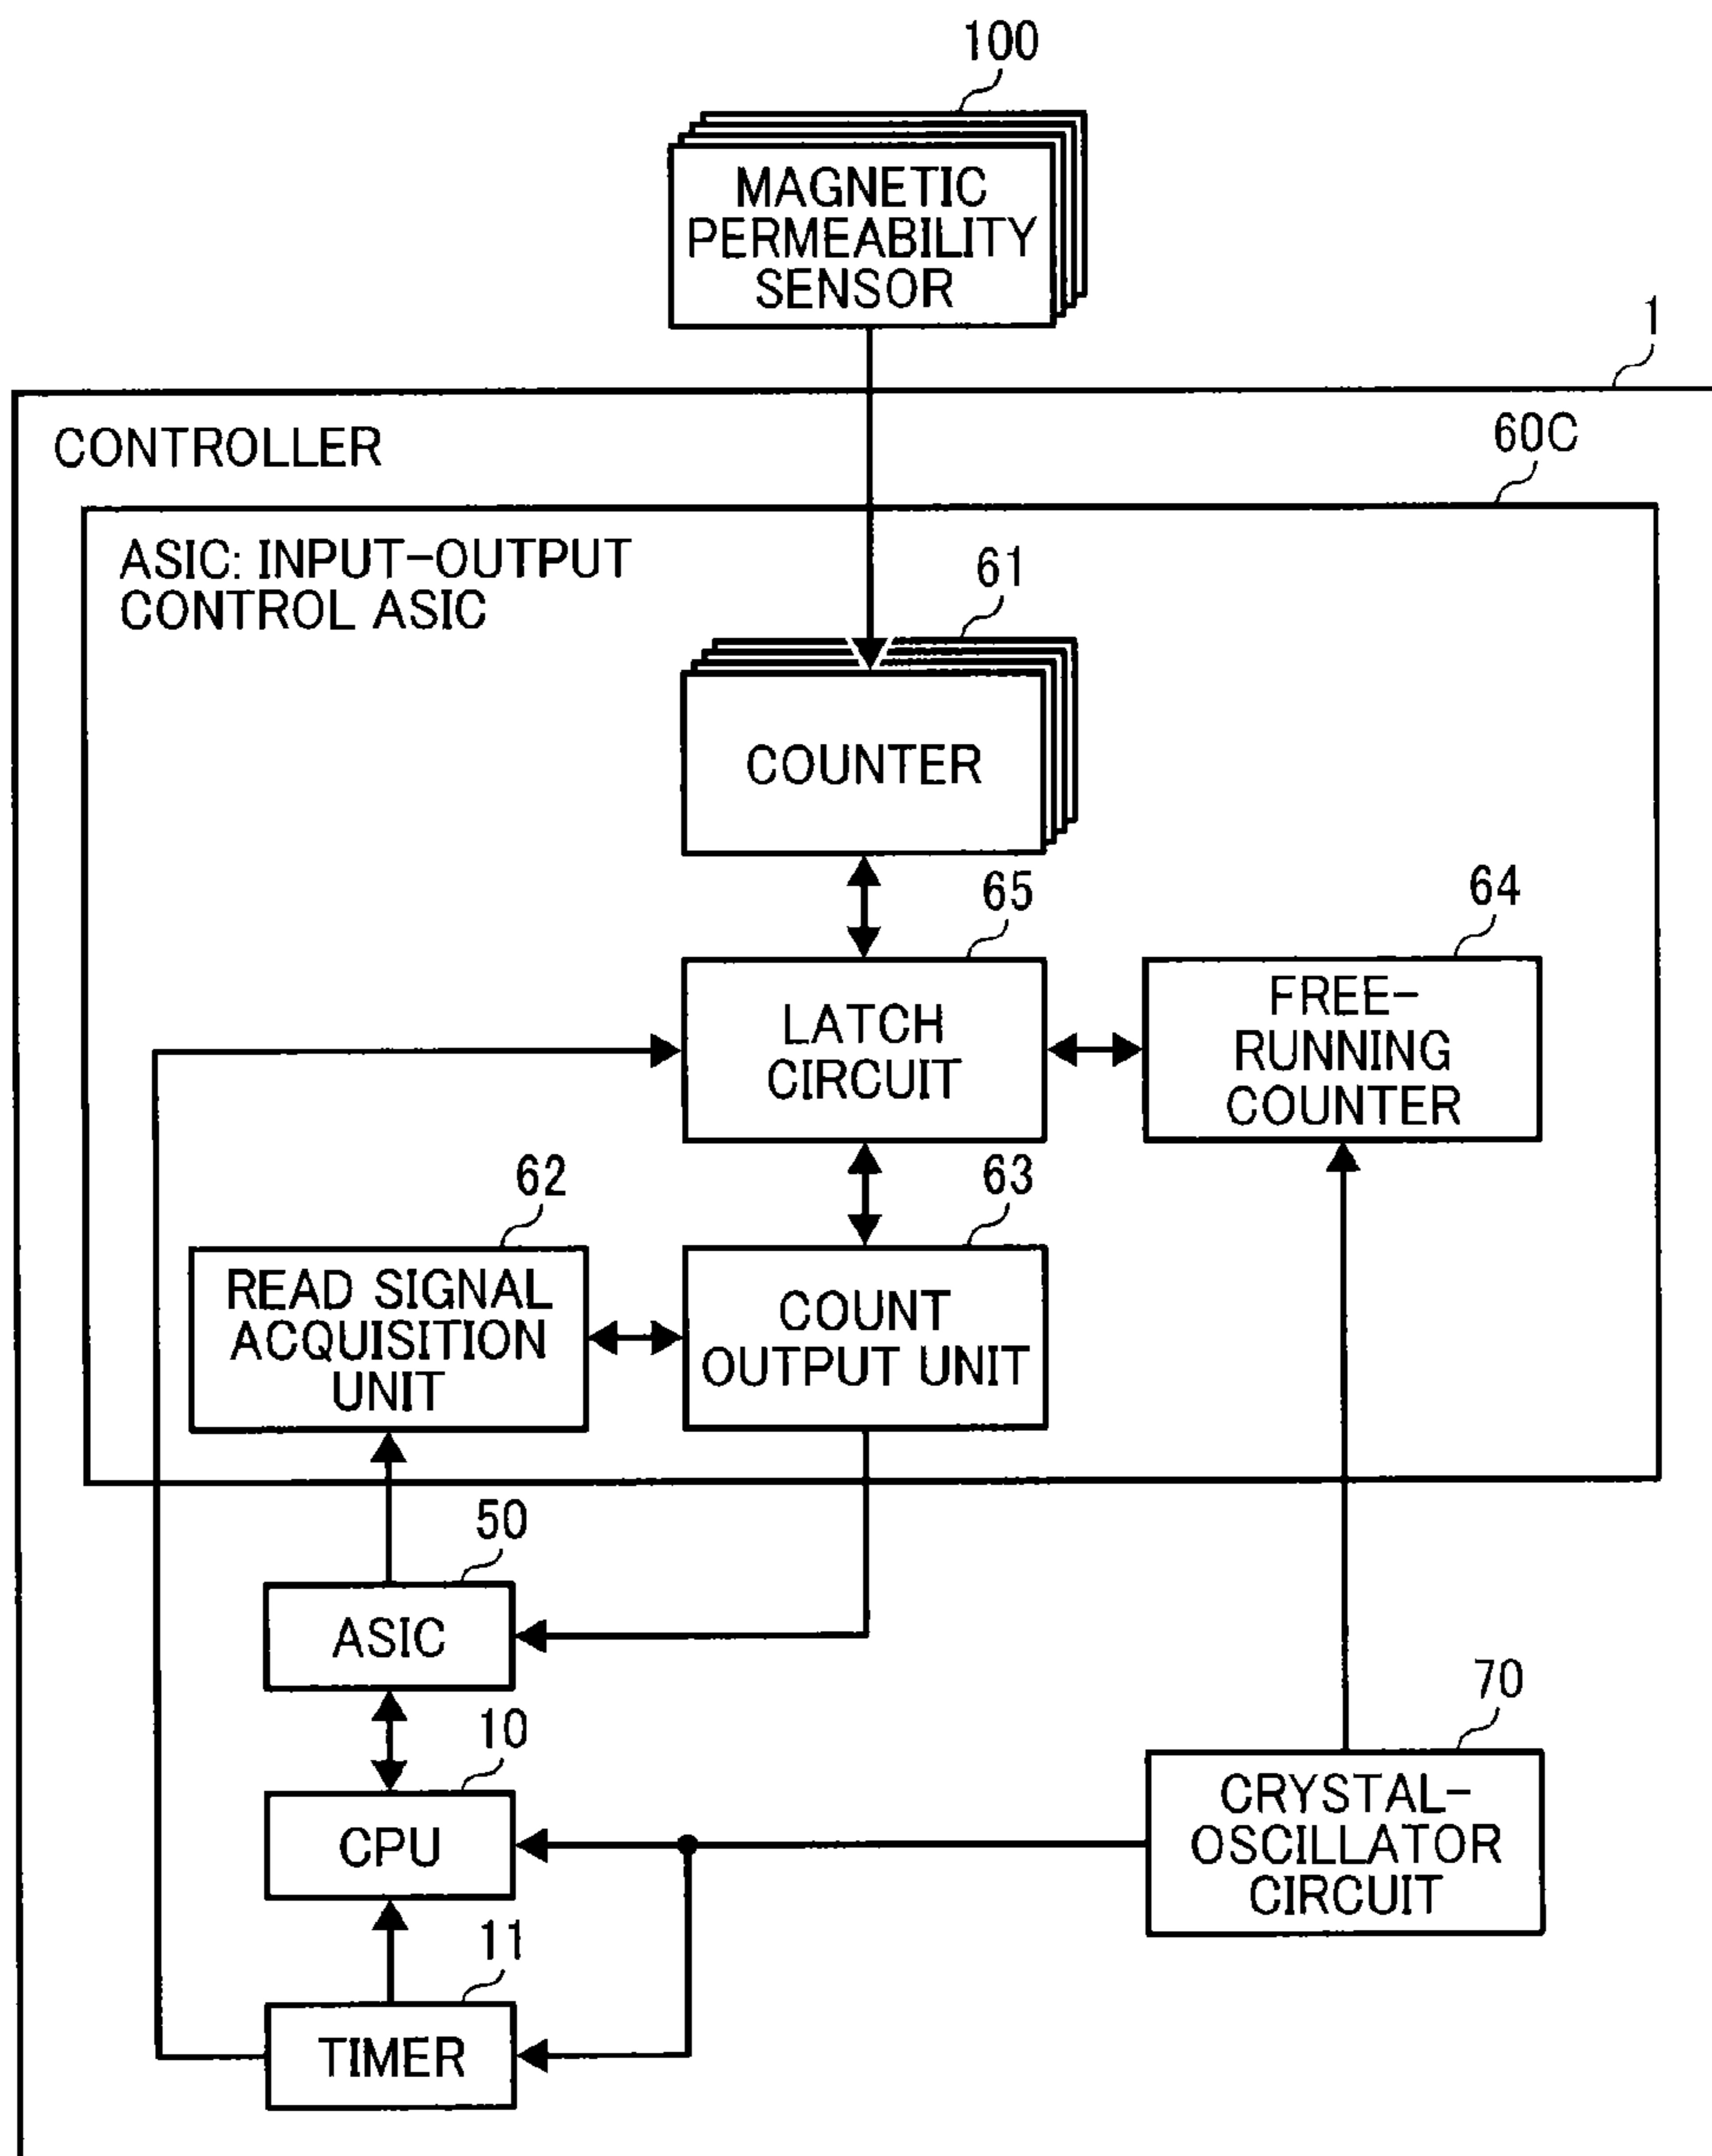 100
MAGNETIC
PERMEABILITY
SENSOR
1
CONTROLLER
60C
ASIC: INPUT-OUTPUT
CONTROL ASIC
61
COUNTER
65
LATCH
CIRCUIT
64
FREE-
RUNNING
COUNTER
62
READ SIGNAL
ACQUISITION
UNIT
63
COUNT
OUTPUT UNIT
50
ASIC
10
CPU
70
CRYSTAL-
OSCILLATOR
CIRCUIT
11
TIMER